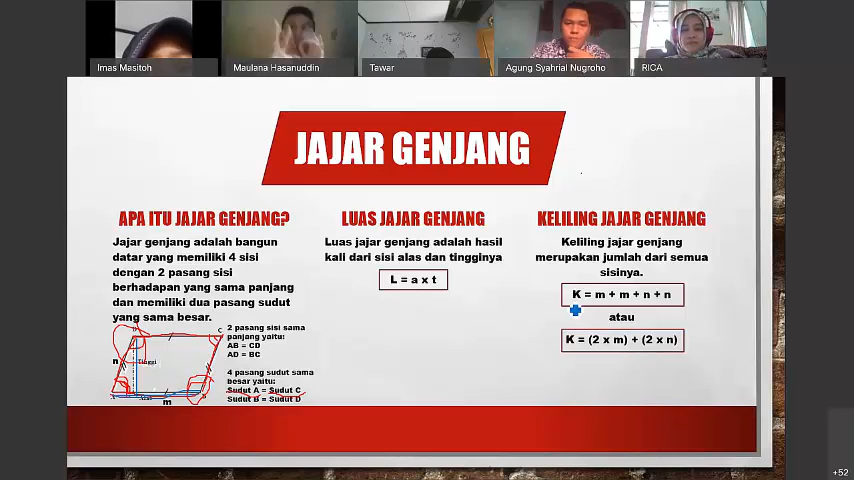 Imas Masitoh
Maulana Hasanuddin
Tawar
Agung Syahrial Nugroho
RICA
JAJAR GENJANG
APA ITU JAJAR GENJANG?
Jajar genjang adalah bangun
datar yang memiliki 4 sisi
dengan 2 pasang sisi
berhadapan yang sama panjang
dan memiliki dua pasang sudut
yang sama besar.
D
C
n
Tinggi
A
B
m
2 pasang sisi sama
panjang yaitu:
AB = CD
AD = BC
4 pasang sudut sama
besar yaitu:
Sudut A = Sudut C
Sudut B = Sudut D
LUAS JAJAR GENJANG
Luas jajar genjang adalah hasil
kali dari sisi alas dan tingginya
L = a x t
KELILING JAJAR GENJANG
Keliling jajar genjang
merupakan jumlah dari semua
sisinya.
K = m + m + n + n
atau
K = (2 x m) + (2 x n)
+52